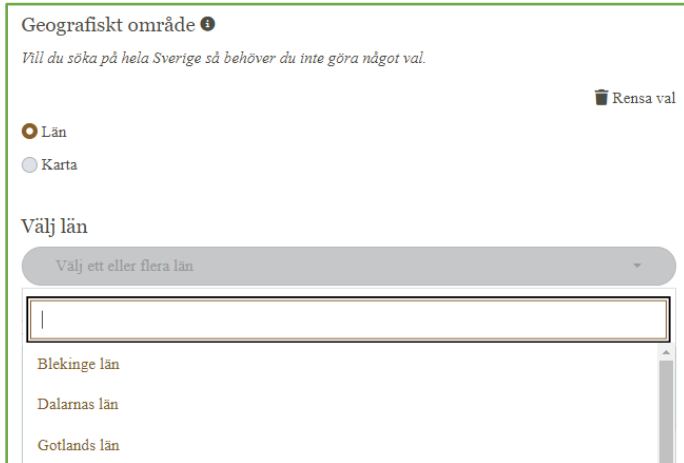 Geografiskt område
Vill du söka på hela Sverige så behöver du inte göra något val.
Rensa val
Län
Karta
Välj län
Välj ett eller flera län
Blekinge län
Dalarnas län
Gotlands län